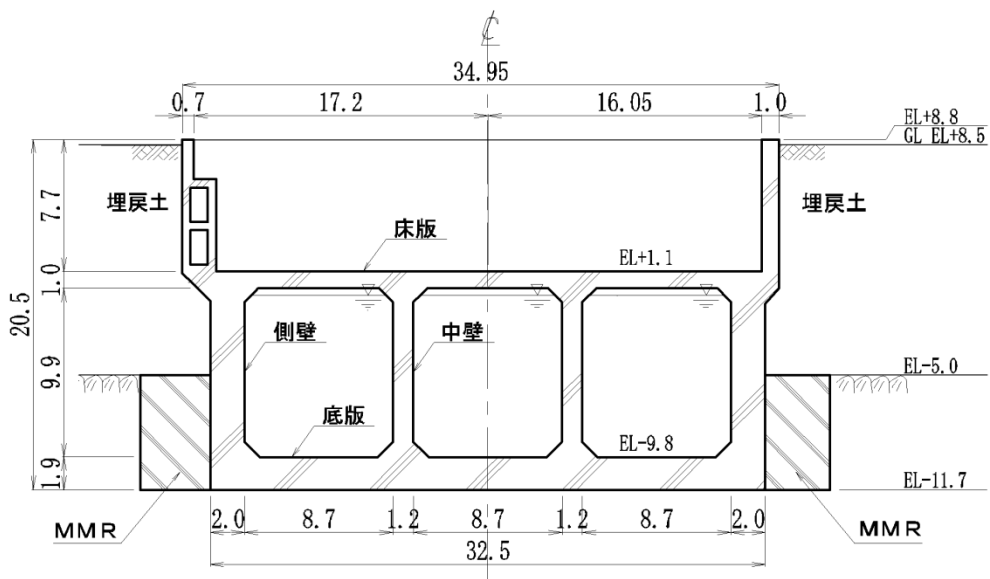 ℄
34.95
0.7 17.2 16.05 1.0
EL+8.8
GL EL+8.5
埋戻土
埋戻土
7.7
床版
EL+1.1
1.0
20.5
側壁
中壁
9.9
EL-5.0
底版
EL-9.8
1.9
EL-11.7
2.0 8.7 1.2 8.7 1.2 8.7 2.0
MMR
MMR
32.5